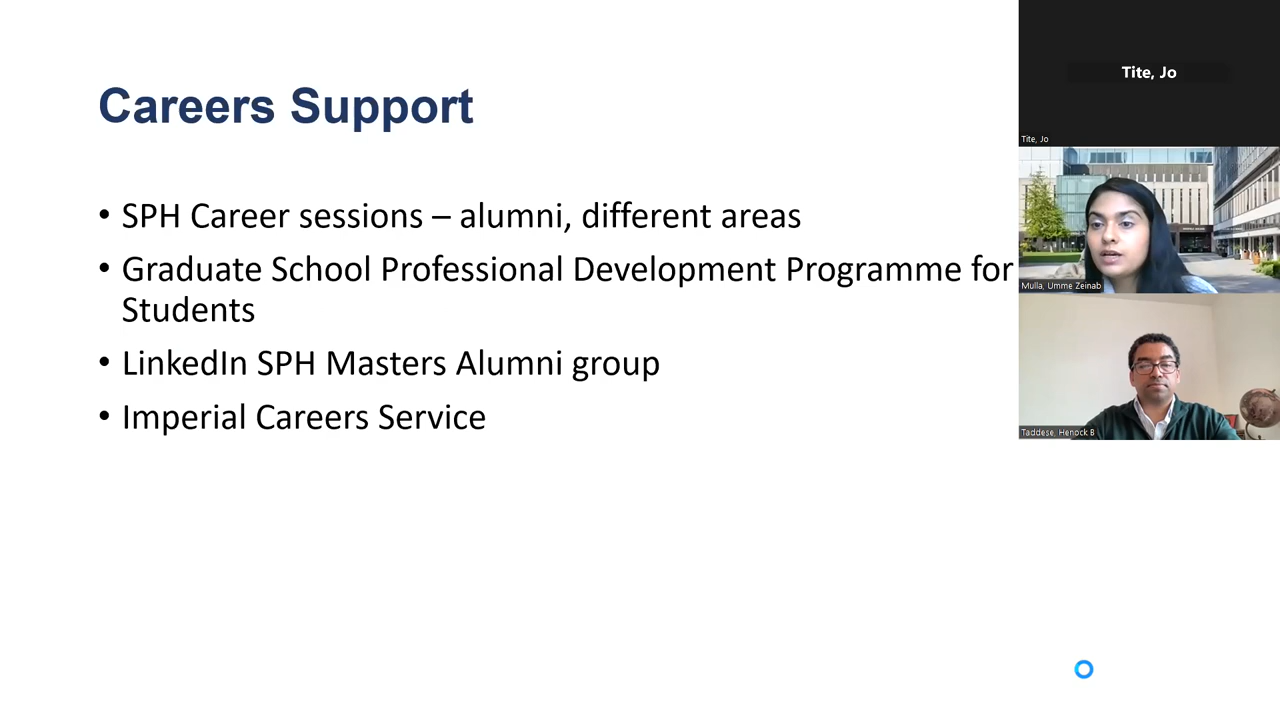 Careers Support
• SPH Career sessions – alumni, different areas
• Graduate School Professional Development Programme for
Students
• LinkedIn SPH Masters Alumni group
• Imperial Careers Service
Tite, Jo
Tite, Jo
Mulla, Umme Zeinab
Taddese, Henock B